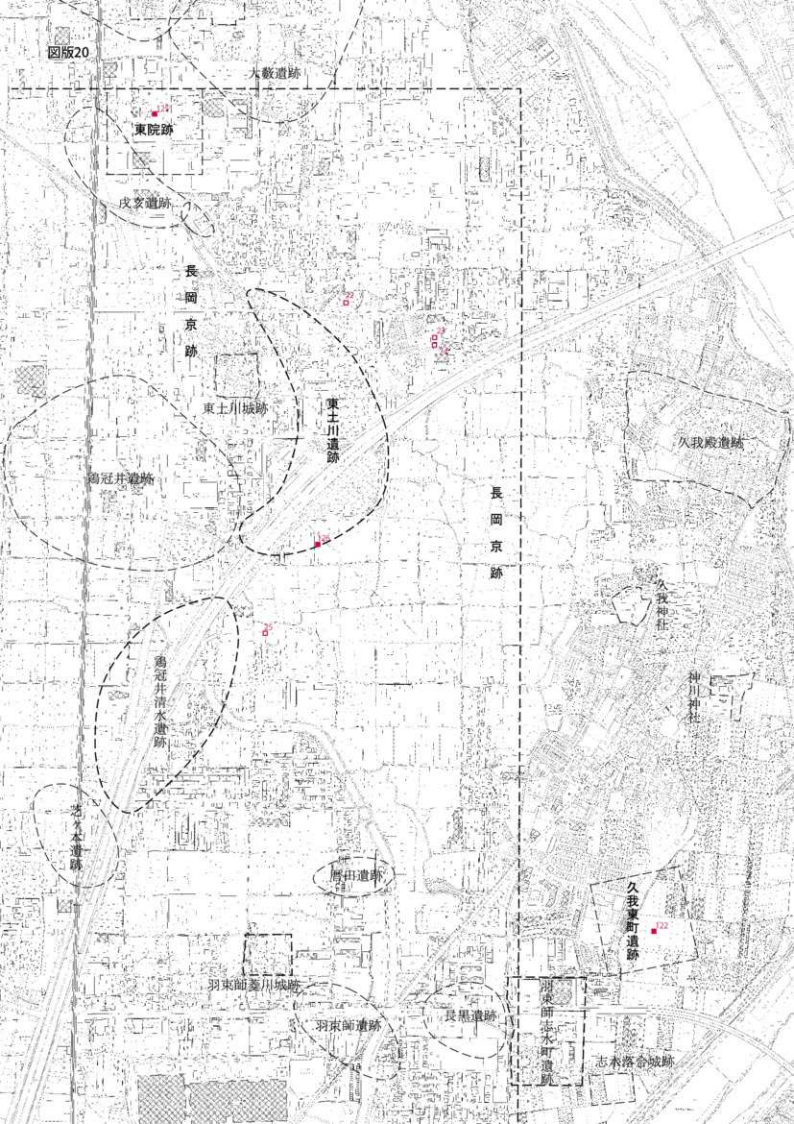 図版20
大藪遺跡
東院跡
戌亥遺跡
長岡京跡
22
東土川城跡
東土川遺跡
久我殿遺跡
鶏冠井遺跡
長岡京跡
25
久我神社
鶏冠井清水遺跡
神川神社
芝ケ本遺跡
久我東町遺跡
122
羽束師菱川城跡
羽束師遺跡
長黒遺跡
羽束師志水町遺跡
志水落合城跡